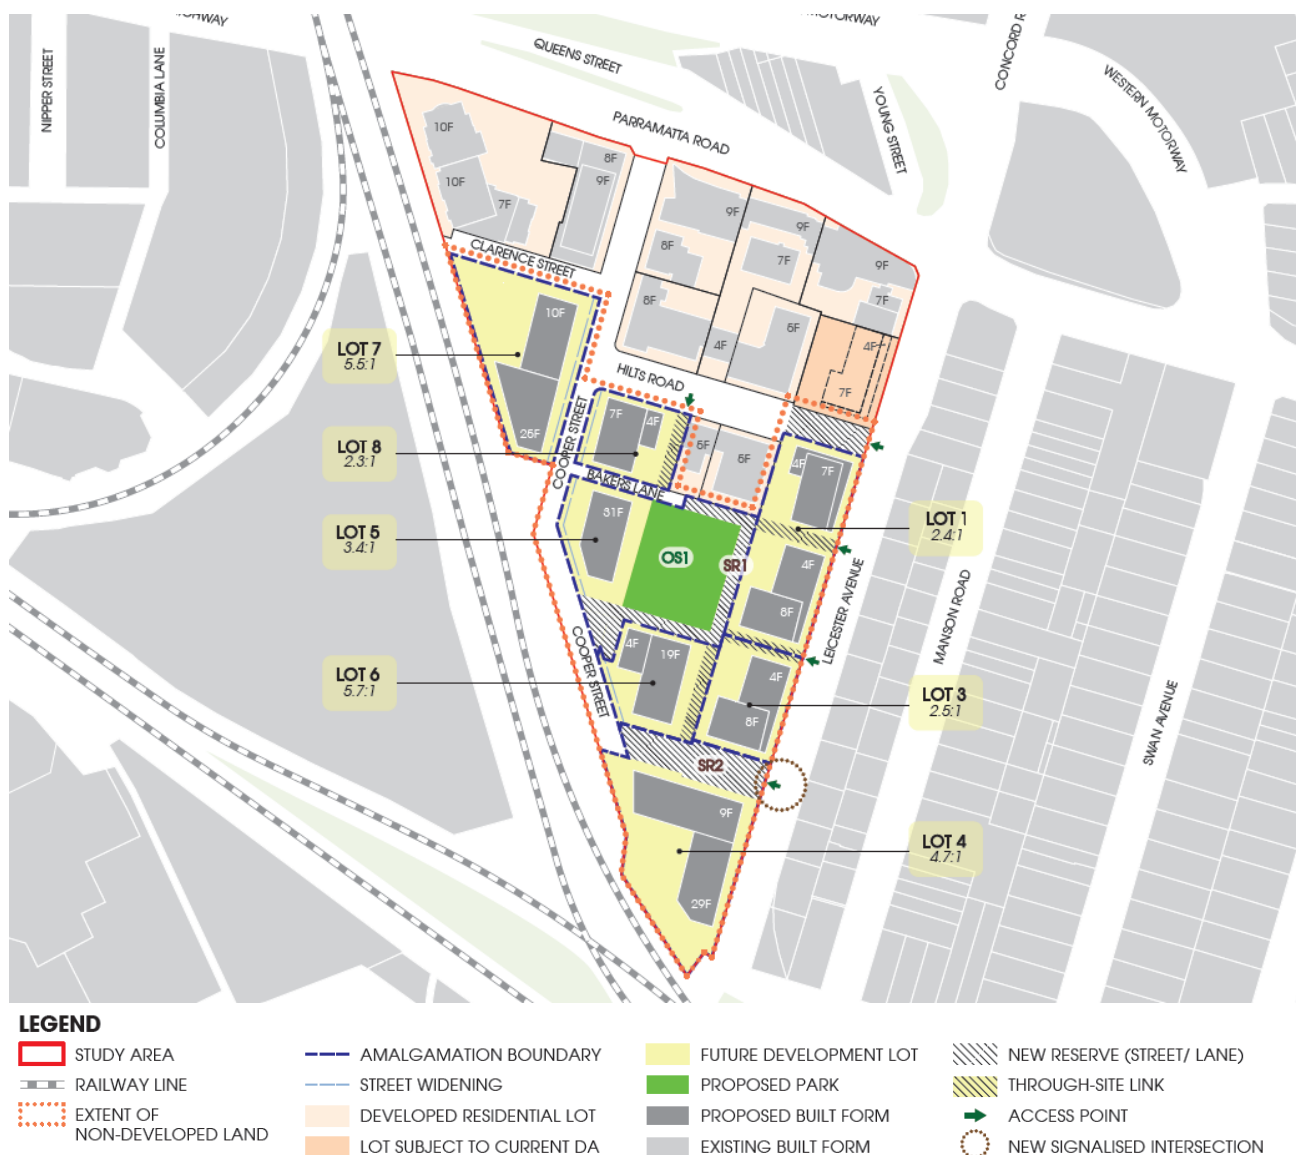 HIGHWAY
MOTORWAY
CONCORD R
NIPPER STREET
COLUMBIA LANE
QUEENS STREET
WESTERN MOTORWAY
YOUNG STREET
PARRAMATTA ROAD
10F
8F
9F
10F
7F
9F
9F
8F
7F
9F
CLARENCE STREET
8F
7F
10F
6F
4F
4F
LOT 7
5.5:1
HILTS ROAD
7F
25F
COOPER STREET
7F
4F
LOT 8
2.3:1
5F
6F
4F
7F
BAKERS LANE
LOT 5
3.4:1
31F
OS1
SR1
LOT 1
2.4:1
4F
8F
LEICESTER AVENUE
MANSON ROAD
COOPER STREET
4F
19F
LOT 6
5.7:1
4F
8F
LOT 3
2.5:1
SWAN AVENUE
SR2
9F
LOT 4
4.7:1
29F
LEGEND
STUDY AREA
RAILWAY LINE
EXTENT OF
NON-DEVELOPED LAND
AMALGAMATION BOUNDARY
STREET WIDENING
DEVELOPED RESIDENTIAL LOT
LOT SUBJECT TO CURRENT DA
FUTURE DEVELOPMENT LOT
PROPOSED PARK
PROPOSED BUILT FORM
EXISTING BUILT FORM
NEW RESERVE (STREET/ LANE)
THROUGH-SITE LINK
ACCESS POINT
NEW SIGNALISED INTERSECTION